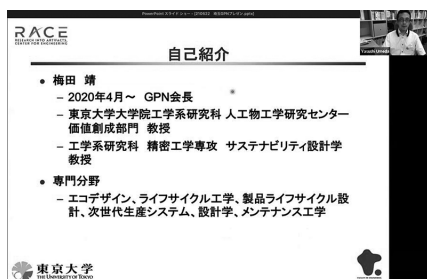 RACE
RESEARCH INTO ARTIFACTS
CENTER FOR ENGINEERING
Yasushi Umeda
自己紹介
• 梅田 靖
– 2020年4月〜 GPN会長
– 東京大学大学院工学系研究科 人工物工学研究センター
価値創成部門 教授
– 工学系研究科 精密工学専攻 サステナビリティ設計学
教授
• 専門分野
– エコデザイン、ライフサイクル工学、製品ライフサイクル設
計、次世代生産システム、設計学、メンテナンス工学
東京大学
THE UNIVERSITY OF TOKYO